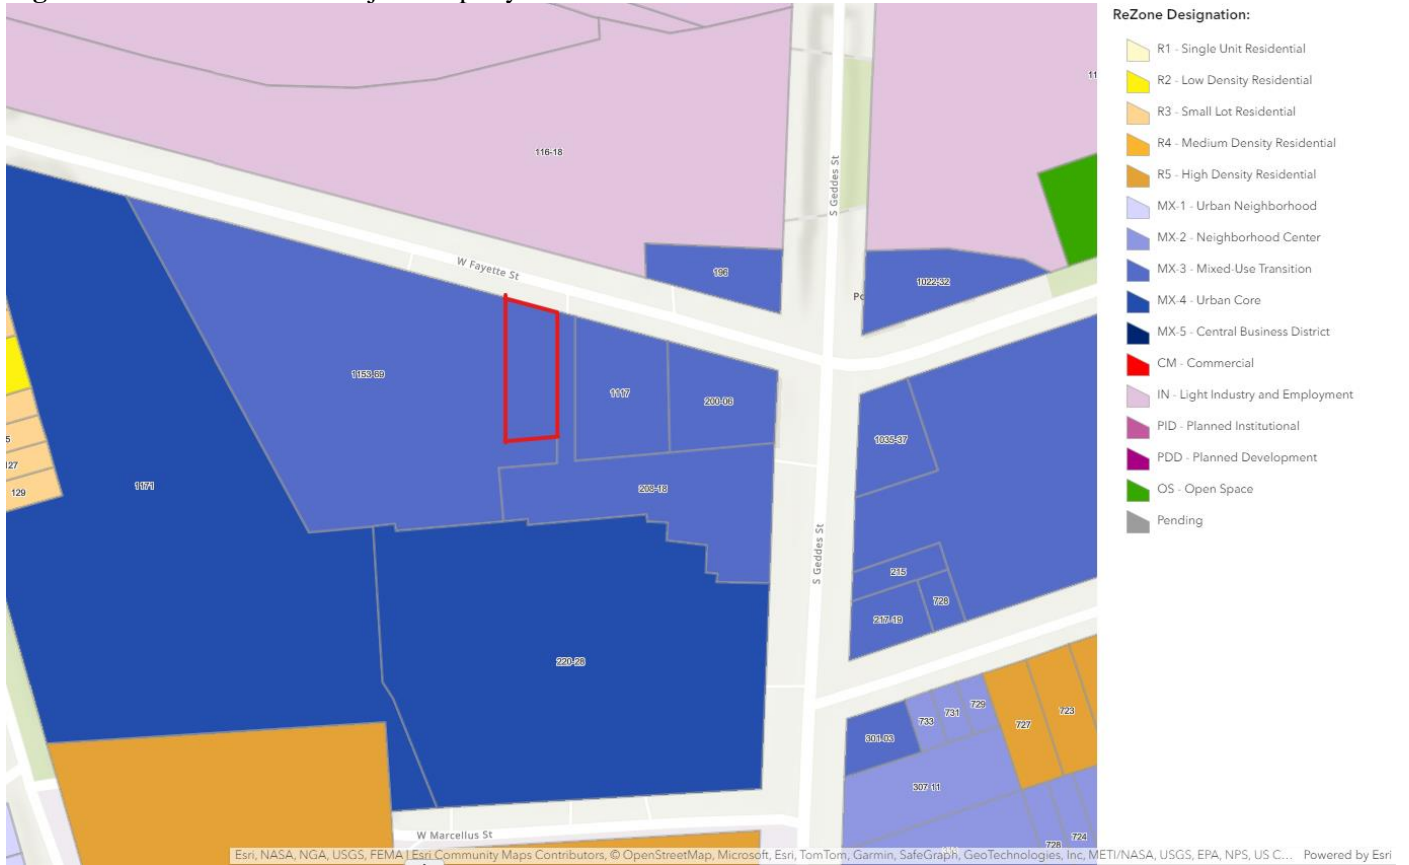 ReZone Designation:
R1 - Single Unit Residential
R2 - Low Density Residential
R3 - Small Lot Residential
R4 - Medium Density Residential
R5 - High Density Residential
MX-1 - Urban Neighborhood
MX-2 - Neighborhood Center
MX-3 - Mixed-Use Transition
MX-4 - Urban Core
MX-5 - Central Business District
CM - Commercial
IN - Light Industry and Employment
PID - Planned Institutional
PDD - Planned Development
OS - Open Space
Pending
11
116-18
S Geddes St
W Fayette St
196
1022-32
Po
1153-69
1117
200-06
1035-37
5
127
129
1171
208-18
S Geddes St
215
728
217-19
220-28
301-03
733
731
729
727
723
307-11
728
724
W Marcellus St
Esri, NASA, NGA, USGS, FEMA | Esri Community Maps Contributors, © OpenStreetMap, Microsoft, Esri, TomTom, Garmin, SafeGraph, GeoTechnologies, Inc, METI/NASA, USGS, EPA, NPS, US C... Powered by Esri